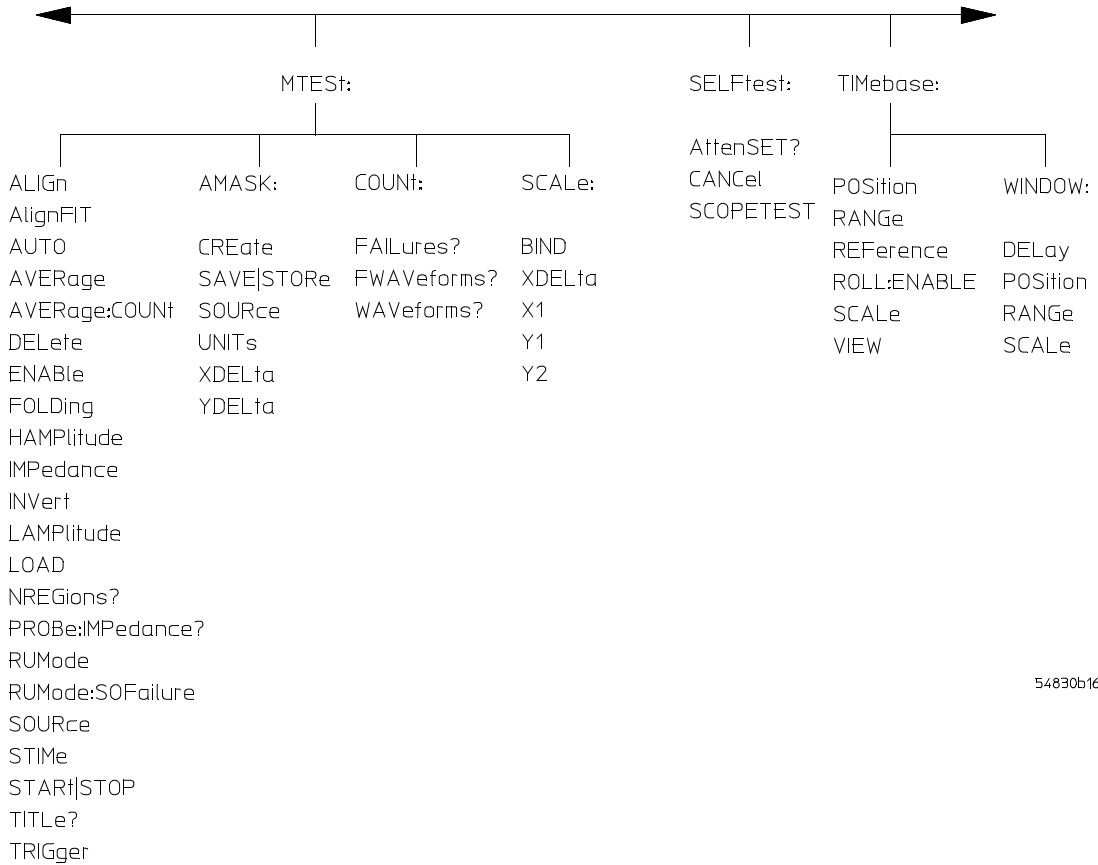 MTESt:
SELFtest:
TIMebase:
ALIGn
AlignFIT
AUTO
AVERage
AVERage:COUNt
DELete
ENABle
FOLDing
HAMPlitude
IMPedance
INVert
LAMPlitude
LOAD
NREGions?
PROBe:IMPedance?
RUMode
RUMode:SOFailure
SOURce
STIMe
STARt|STOP
TITLe?
TRIGger
AMASK:
CREate
SAVE|STORe
SOURce
UNITs
XDELta
YDELta
COUNt:
FAILures?
FWAVeforms?
WAVeforms?
SCALe:
BIND
XDELta
X1
Y1
Y2
AttenSET?
CANCel
SCOPETEST
POSition
RANGe
REFerence
ROLL:ENABLE
SCALe
VIEW
WINDOW:
DELay
POSition
RANGe
SCALe
54830b16